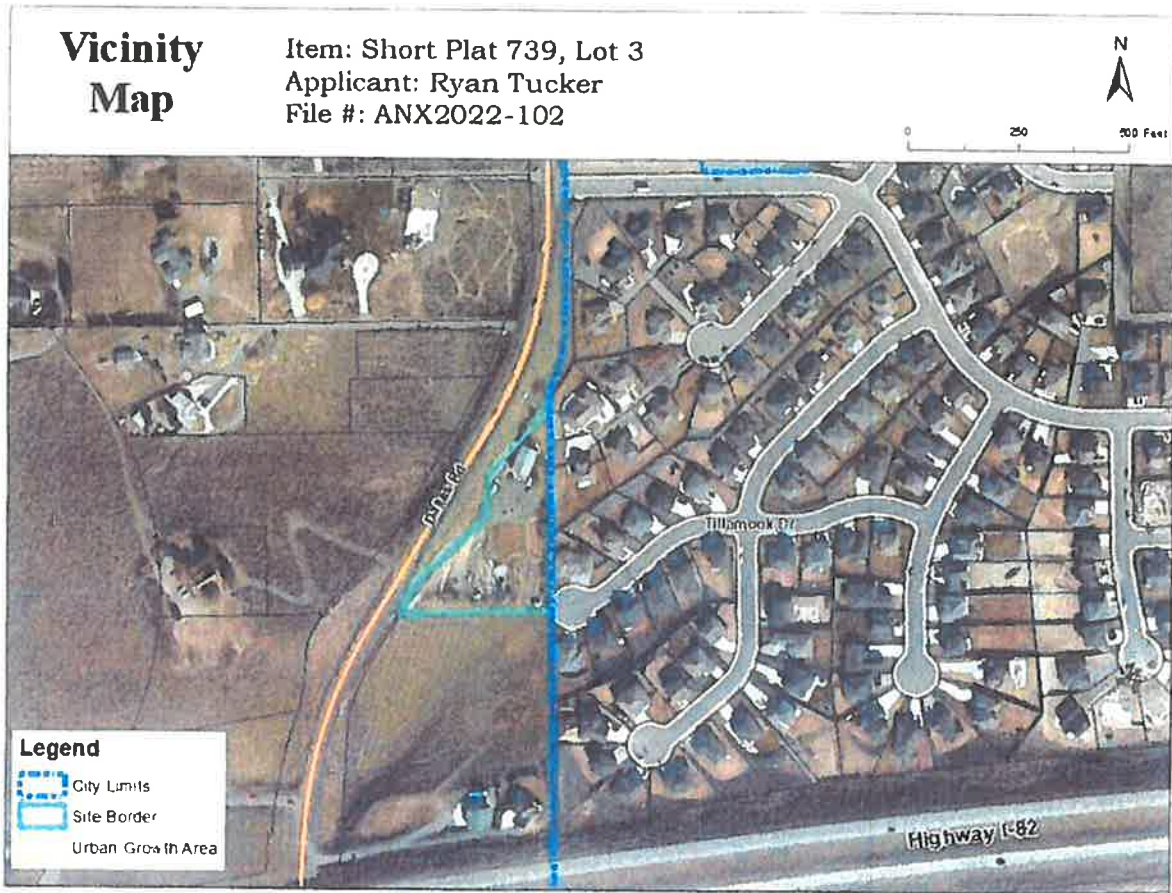 Vicinity
Map
Item: Short Plat 739, Lot 3
Applicant: Ryan Tucker
File #: ANX2022-102
N
0 250 500 Feet
Tillamook Dr
Highway I-82
Legend
City Limits
Site Border
Urban Growth Area